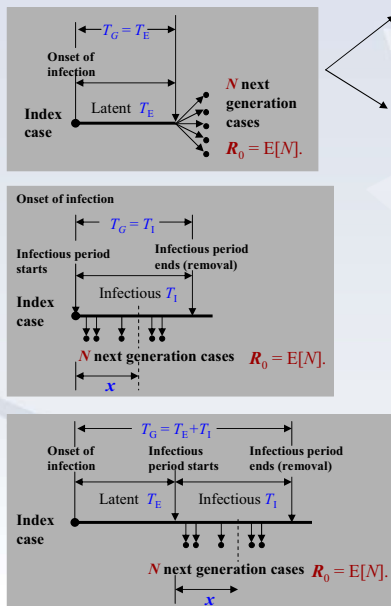 T_G = T_E
Onset of
infection
Latent T_E
Index
case
N next
generation
cases
R_0 = E[N].
Onset of infection
T_G = T_I
Infectious period
starts
Infectious period
ends (removal)
Infectious T_I
Index
case
N next generation cases R_0 = E[N].
x
T_G = T_E+T_I
Onset of
infection
Infectious
period starts
Infectious period
ends (removal)
Latent T_E
Infectious T_I
Index
case
N next generation cases R_0 = E[N].
x